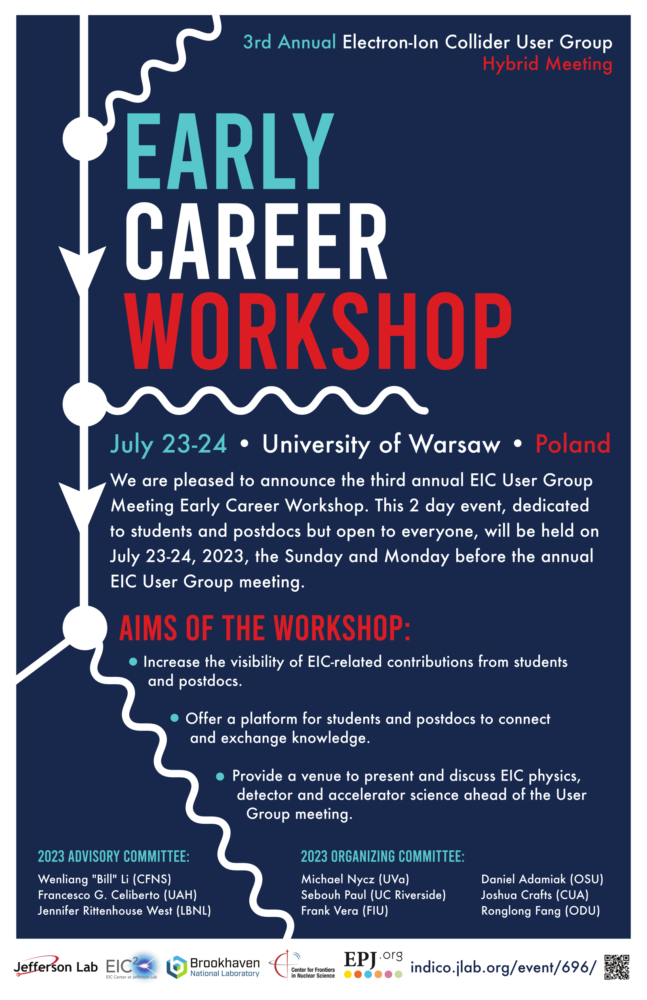 3rd Annual Electron-Ion Collider User Group
Hybrid Meeting
EARLY
CAREER
WORKSHOP
July 23-24 • University of Warsaw • Poland
We are pleased to announce the third annual EIC User Group
Meeting Early Career Workshop. This 2 day event, dedicated
to students and postdocs but open to everyone, will be held on
July 23-24, 2023, the Sunday and Monday before the annual
EIC User Group meeting.
AIMS OF THE WORKSHOP:
• Increase the visibility of EIC-related contributions from students
and postdocs.
• Offer a platform for students and postdocs to connect
and exchange knowledge.
• Provide a venue to present and discuss EIC physics,
detector and accelerator science ahead of the User
Group meeting.
2023 ADVISORY COMMITTEE:
Wenliang "Bill" Li (CFNS)
Francesco G. Celiberto (UAH)
Jennifer Rittenhouse West (LBNL)
2023 ORGANIZING COMMITTEE:
Michael Nycz (UVa)
Sebouh Paul (UC Riverside)
Frank Vera (FIU)
Daniel Adamiak (OSU)
Joshua Crafts (CUA)
Ronglong Fang (ODU)
Jefferson Lab
EIC²
EIC Center at Jefferson Lab
Brookhaven
National Laboratory
Center for Frontiers
in Nuclear Science
EPJ.org
indico.jlab.org/event/696/